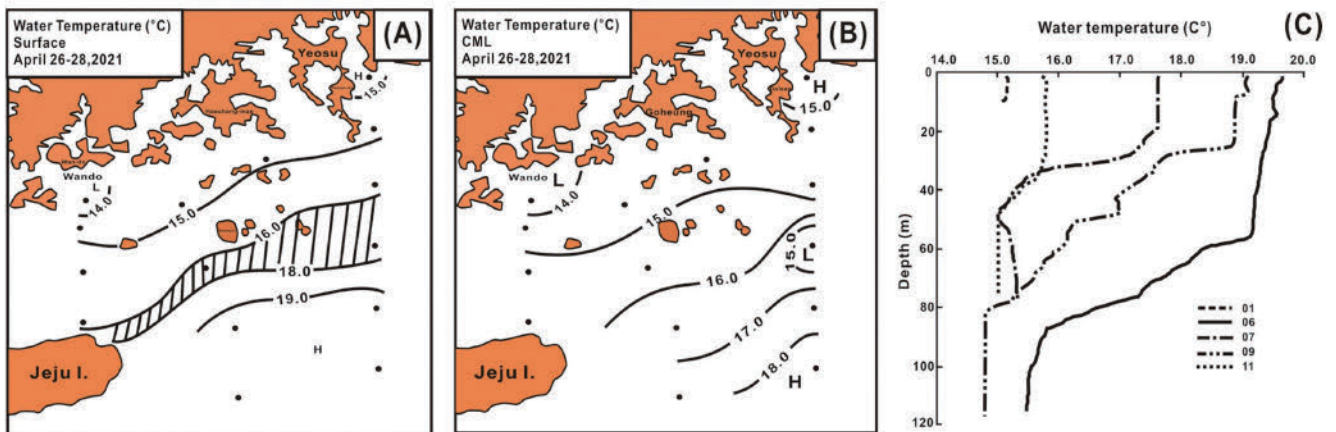 Water Temperature (°C)
Surface
April 26-28,2021
(A)
Yeosu
H
15.0
Wando
L
14.0
15.0
16.0
18.0
19.0
H
Jeju I.
Water Temperature (°C)
CML
April 26-28,2021
(B)
Yeosu
H
15.0
Goheung
Wando
L
14.0
15.0
15.0
L
16.0
17.0
18.0
H
Jeju I.
Water temperature (C°)
(C)
14.0 15.0 16.0 17.0 18.0 19.0 20.0
0
20
40
60
80
100
120
Depth (m)
01
06
07
09
11